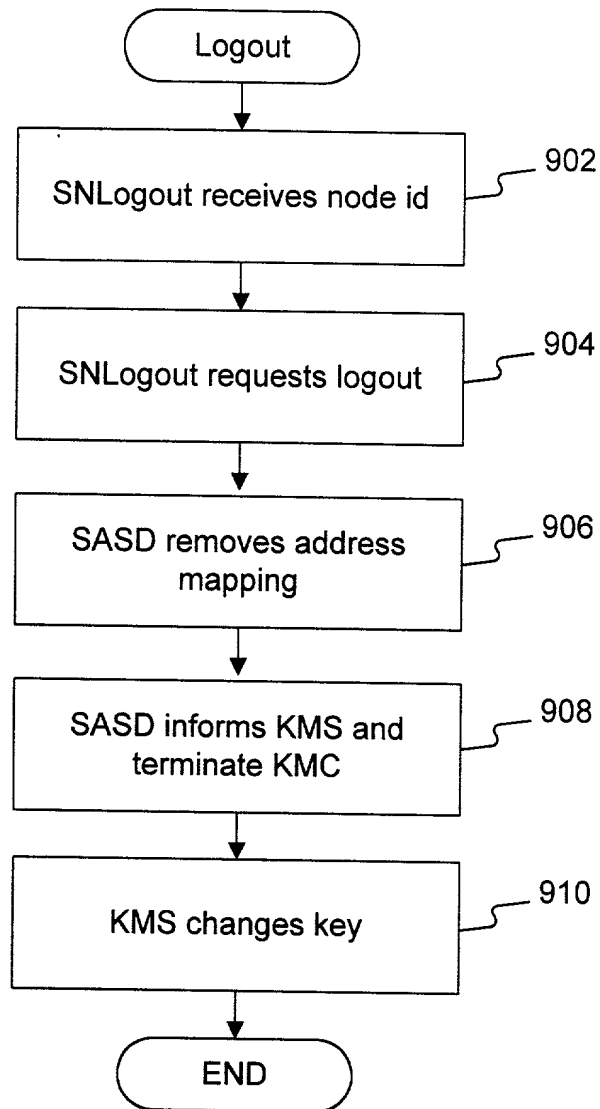 Logout
SNLogout receives node id
902
SNLogout requests logout
904
SASD removes address
mapping
906
SASD informs KMS and
terminate KMC
908
KMS changes key
910
END